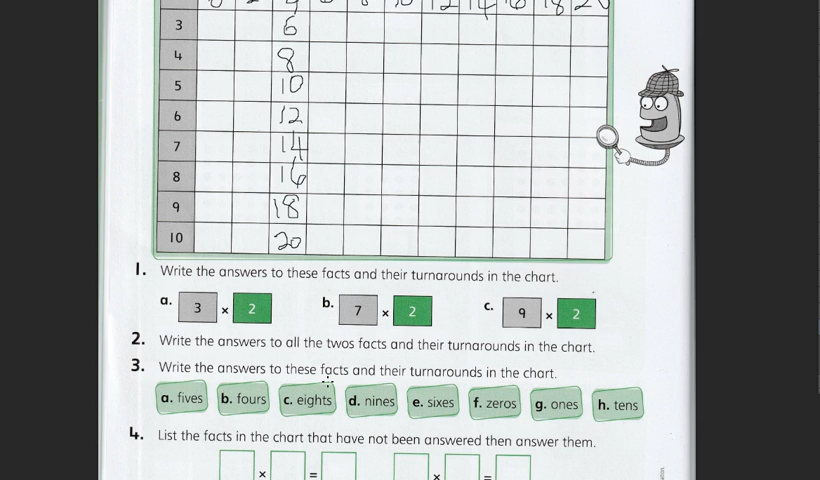 3 6
4 8
5 10
6 12
7 14
8 16
9 18
10 20
1. Write the answers to these facts and their turnarounds in the chart.
a. 3 × 2 b. 7 × 2 c. 9 × 2
2. Write the answers to all the twos facts and their turnarounds in the chart.
3. Write the answers to these facts and their turnarounds in the chart.
a. fives b. fours c. eights d. nines e. sixes f. zeros g. ones h. tens
4. List the facts in the chart that have not been answered then answer them.
× = × =